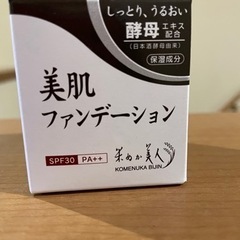 しっとり、うるおい
酵母エキス配合
(日本酒酵母由来)
保湿成分
美肌
ファンデーション
SPF30 PA++
米ぬか美人
KOMENUKA BIJIN